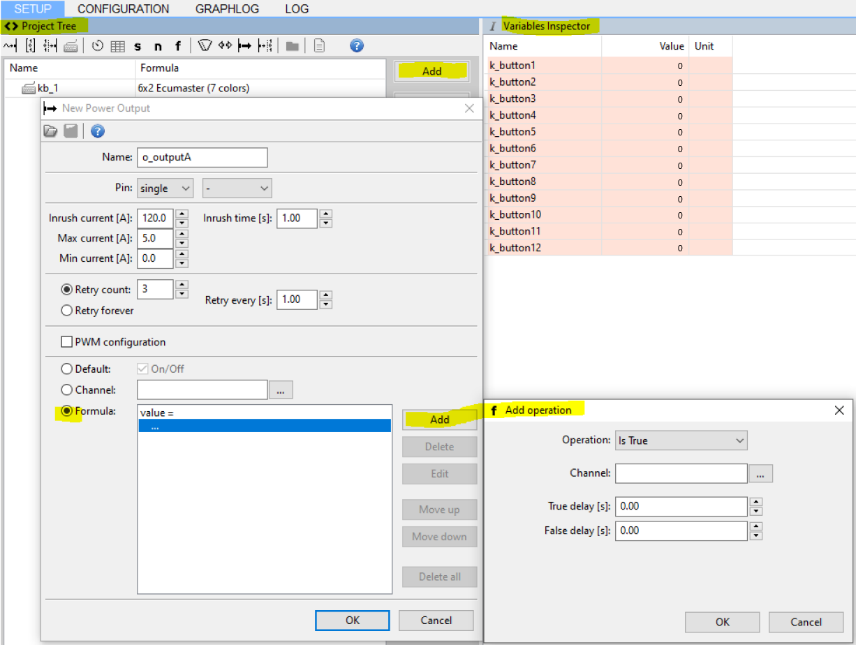 SETUP CONFIGURATION GRAPHLOG LOG
Project Tree
s n f
?
Name Formula
kb_1 6x2 Ecumaster (7 colors)
Add
New Power Output
?
Name: o_outputA
Pin: single -
Inrush current [A]: 120.0 Inrush time [s]: 1.00
Max current [A]: 5.0
Min current [A]: 0.0
Retry count: 3 Retry every [s]: 1.00
Retry forever
PWM configuration
Default: On/Off
Channel: ...
Formula: value =
...
Add
Delete
Edit
Move up
Move down
Delete all
OK Cancel
I Variables Inspector
Name Value Unit
k_button1 0
k_button2 0
k_button3 0
k_button4 0
k_button5 0
k_button6 0
k_button7 0
k_button8 0
k_button9 0
k_button10 0
k_button11 0
k_button12 0
f Add operation
Operation: Is True
Channel: ...
True delay [s]: 0.00
False delay [s]: 0.00
OK Cancel